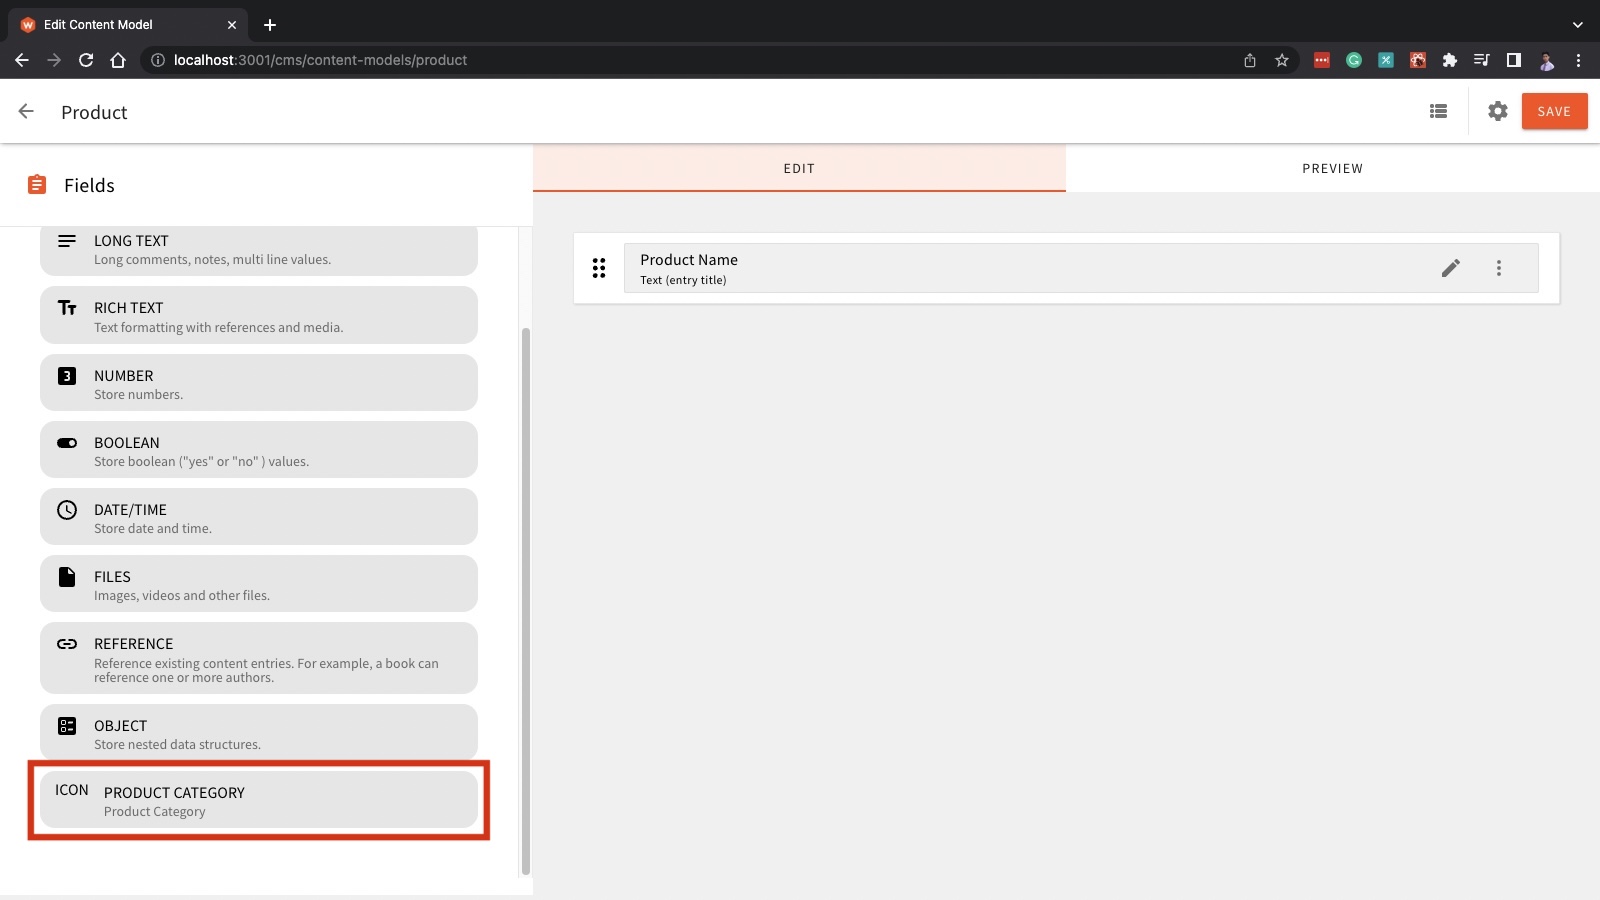 Edit Content Model
localhost:3001/cms/content-models/product
Product
SAVE
Fields
EDIT
PREVIEW
LONG TEXT
Long comments, notes, multi line values.
RICH TEXT
Text formatting with references and media.
3
NUMBER
Store numbers.
BOOLEAN
Store boolean ("yes" or "no" ) values.
DATE/TIME
Store date and time.
FILES
Images, videos and other files.
REFERENCE
Reference existing content entries. For example, a book can
reference one or more authors.
OBJECT
Store nested data structures.
ICON PRODUCT CATEGORY
Product Category
Product Name
Text (entry title)